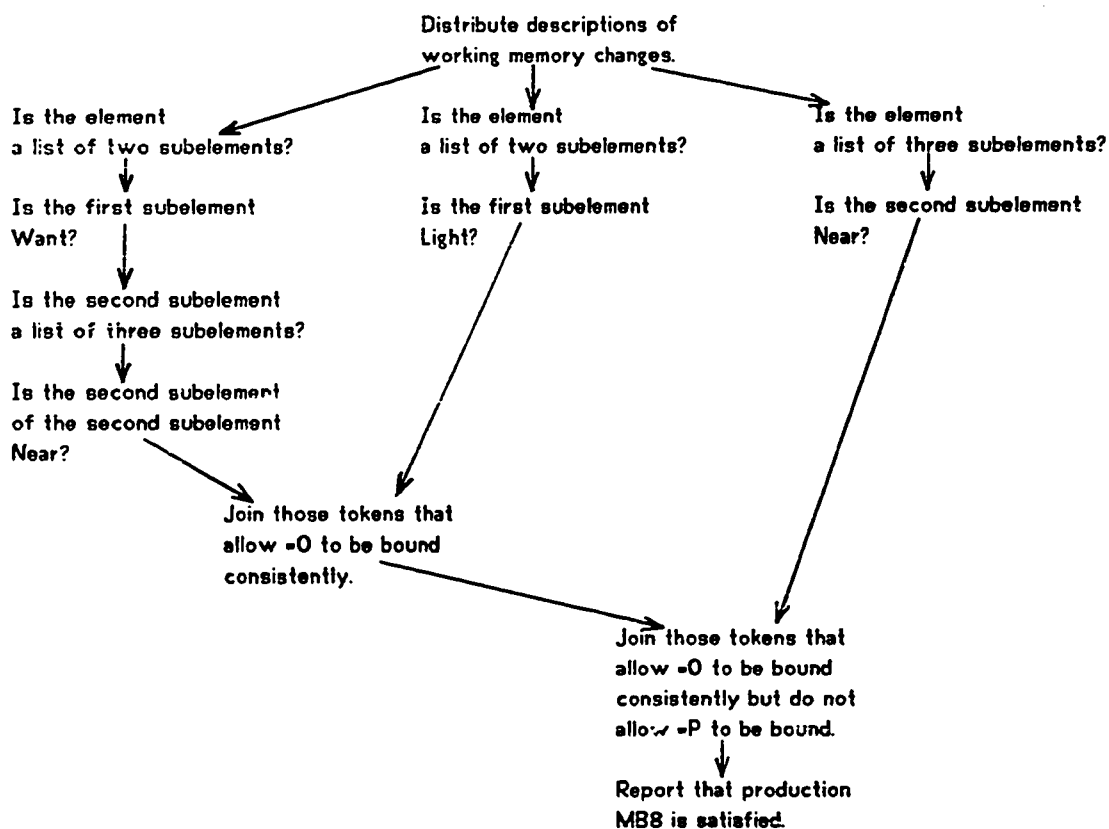 Distribute descriptions of
working memory changes.
Is the element
a list of two subelements?
Is the element
a list of two subelements?
Is the element
a list of three subelements?
Is the first subelement
Want?
Is the first subelement
Light?
Is the second subelement
Near?
Is the second subelement
a list of three subelements?
Is the second subelement
of the second subelement
Near?
Join those tokens that
allow =O to be bound
consistently.
Join those tokens that
allow =O to be bound
consistently but do not
allow =P to be bound.
Report that production
MB8 is satisfied.